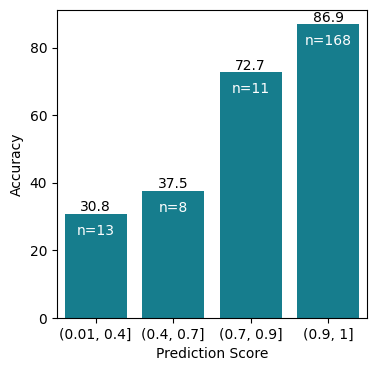 86.9
80
n=168
72.7
n=11
60
Accuracy
40
37.5
n=8
30.8
n=13
20
0
(0.01, 0.4] (0.4, 0.7] (0.7, 0.9] (0.9, 1]
Prediction Score